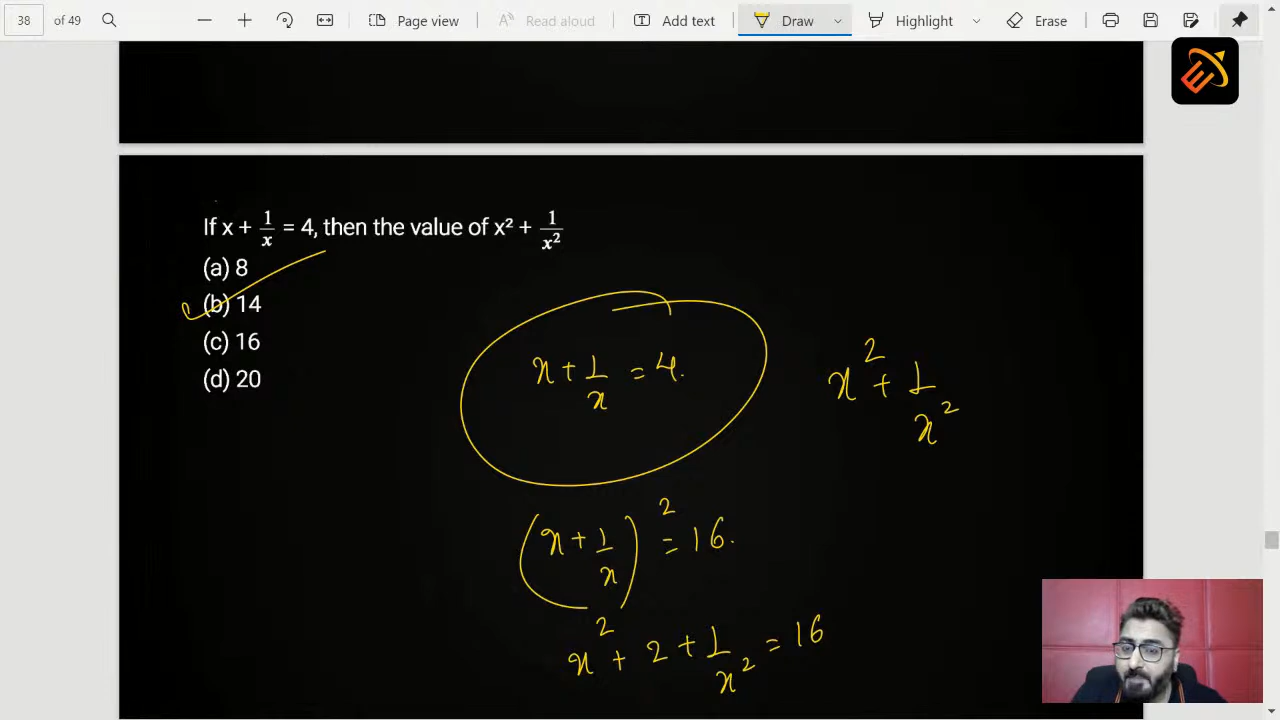 38 of 49
Page view
Read aloud
Add text
Draw
Highlight
Erase
If x + 1/x = 4, then the value of x² + 1/x²
(a) 8
(b) 14
(c) 16
(d) 20
x + 1/x = 4.
x² + 1/x²
(x + 1/x)² = 16.
x² + 2 + 1/x² = 16